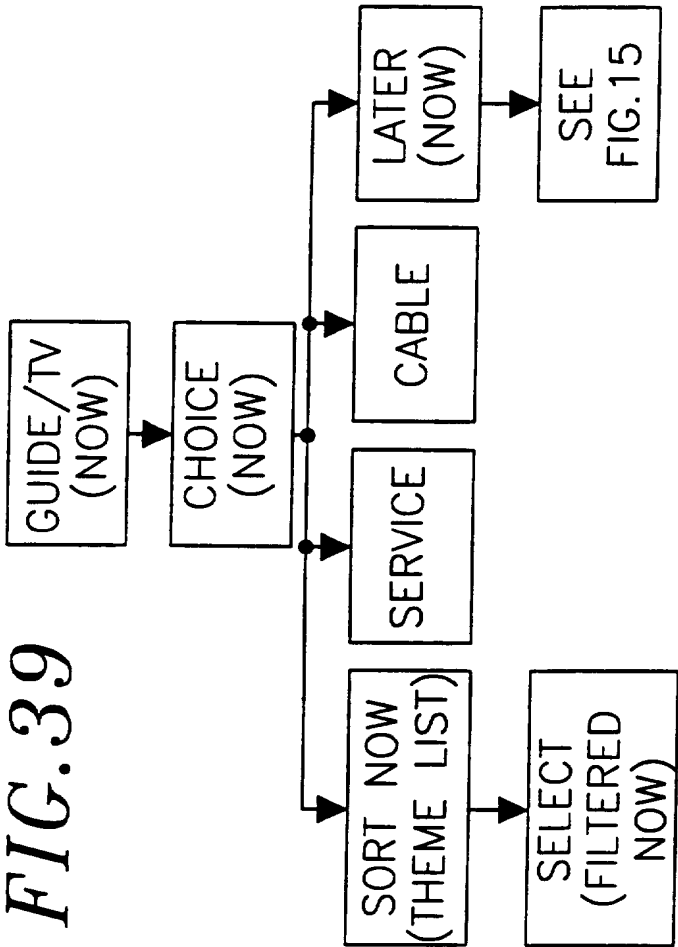 FIG.39
GUIDE/TV
(NOW)
CHOICE
(NOW)
SORT NOW
(THEME LIST)
SERVICE
CABLE
LATER
(NOW)
SELECT
(FILTERED
NOW)
SEE
FIG.15